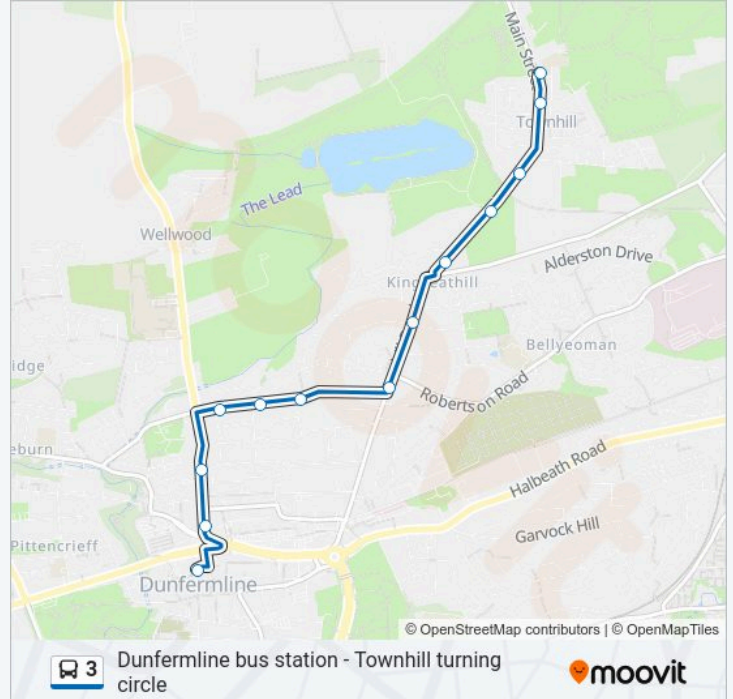 Main Street
Townhill
The Lead
Wellwood
Alderston Drive
Kingseathill
Bellyeoman
idge
Robertson Road
eburn
Halbeath Road
Garvock Hill
Pittencrieff
Dunfermline
© OpenStreetMap contributors | © OpenMapTiles
3 Dunfermline bus station - Townhill turning
circle
moovit